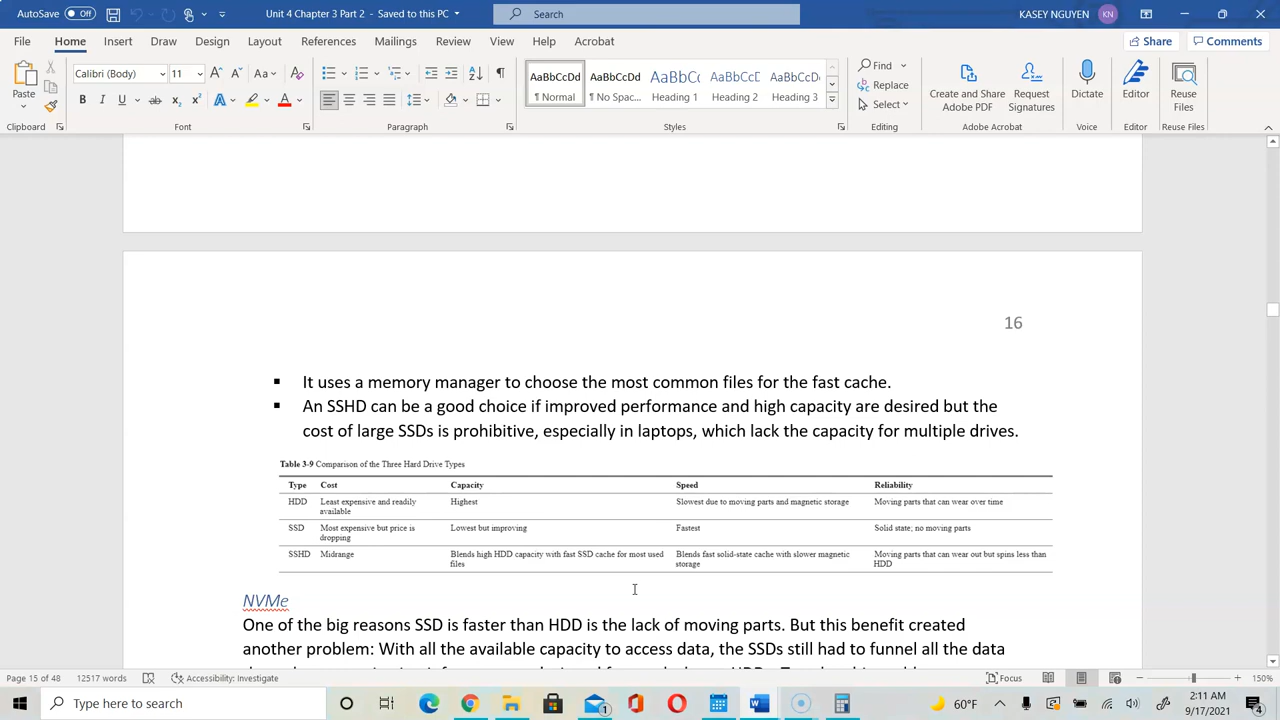 AutoSave Off
Search
KASEY NGUYEN KN
File Home Insert Draw Design Layout References Mailings Review View Help Acrobat Share Comments
Calibri (Body) 11 Aa
AaBbCcDd AaBbCcDd AaBbCc AaBbCcD AaBbCcDd
Find
Replace
Select
Paste
B I U ab x₂ x² A A
¶ Normal ¶ No Spac... Heading 1 Heading 2 Heading 3
Create and Share
Adobe PDF
Request
Signatures
Dictate
Editor
Reuse
Files
Clipboard Font Paragraph Styles Editing Adobe Acrobat Voice Editor Reuse Files
16
▪ It uses a memory manager to choose the most common files for the fast cache.
▪ An SSHD can be a good choice if improved performance and high capacity are desired but the
cost of large SSDs is prohibitive, especially in laptops, which lack the capacity for multiple drives.
Table 3-9 Comparison of the Three Hard Drive Types
Type Cost Capacity Speed Reliability
HDD Least expensive and readily available Highest Slowest due to moving parts and magnetic storage Moving parts that can wear over time
SSD Most expensive but price is dropping Lowest but improving Fastest Solid state; no moving parts
SSHD Midrange Blends high HDD capacity with fast SSD cache for most used files Blends fast solid-state cache with slower magnetic storage Moving parts that can wear out but spins less than HDD
NVMe
One of the big reasons SSD is faster than HDD is the lack of moving parts. But this benefit created
another problem: With all the available capacity to access data, the SSDs still had to funnel all the data
Page 15 of 48 12517 words Accessibility: Investigate Focus 150%
Type here to search
1
60°F
2:11 AM
9/17/2021
4